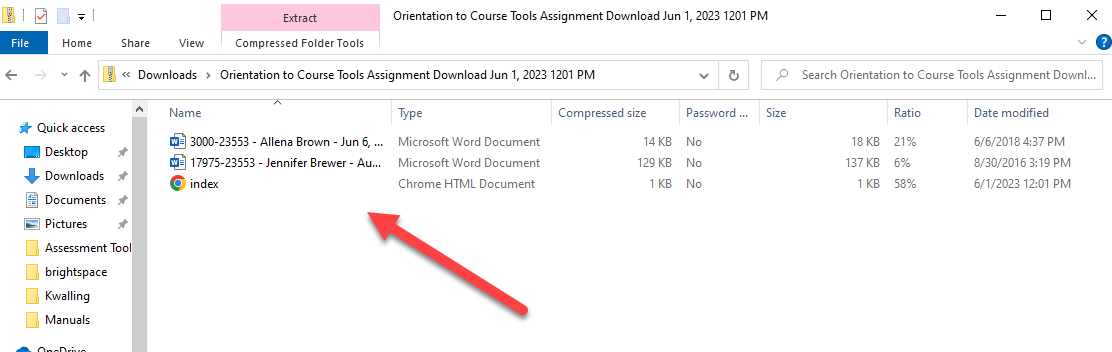 Extract
Orientation to Course Tools Assignment Download Jun 1, 2023 1201 PM
File Home Share View Compressed Folder Tools
« Downloads > Orientation to Course Tools Assignment Download Jun 1, 2023 1201 PM
Search Orientation to Course Tools Assignment Downl...
Name Type Compressed size Password ... Size Ratio Date modified
Quick access
Desktop
Downloads
Documents
Pictures
Assessment Tool
brightspace
Kwalling
Manuals
OneDrive
3000-23553 - Allena Brown - Jun 6, ... Microsoft Word Document 14 KB No 18 KB 21% 6/6/2018 4:37 PM
17975-23553 - Jennifer Brewer - Au... Microsoft Word Document 129 KB No 137 KB 6% 8/30/2016 3:19 PM
index Chrome HTML Document 1 KB No 1 KB 58% 6/1/2023 12:01 PM